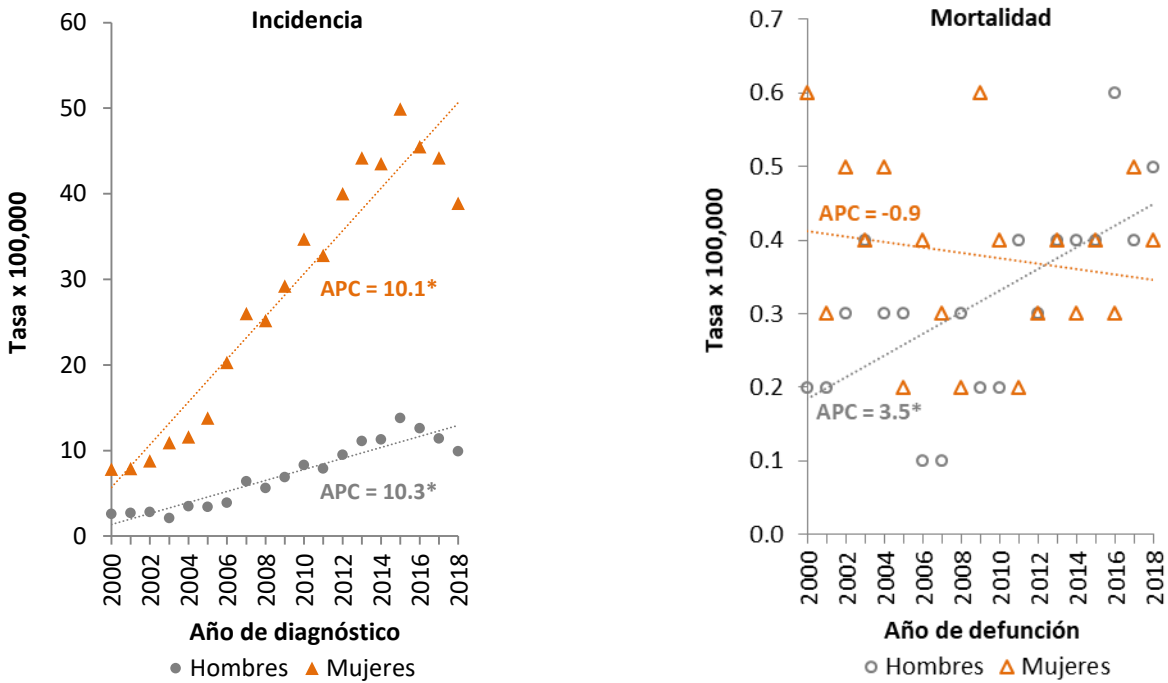 Incidencia
60
50
40
30
20
10
0
Tasa x 100,000
APC = 10.1*
APC = 10.3*
2000
2002
2004
2006
2008
2010
2012
2014
2016
2018
Año de diagnóstico
Hombres Mujeres
Mortalidad
0.7
0.6
0.5
0.4
0.3
0.2
0.1
0.0
Tasa x 100,000
APC = -0.9
APC = 3.5*
2000
2002
2004
2006
2008
2010
2012
2014
2016
2018
Año de defunción
Hombres Mujeres